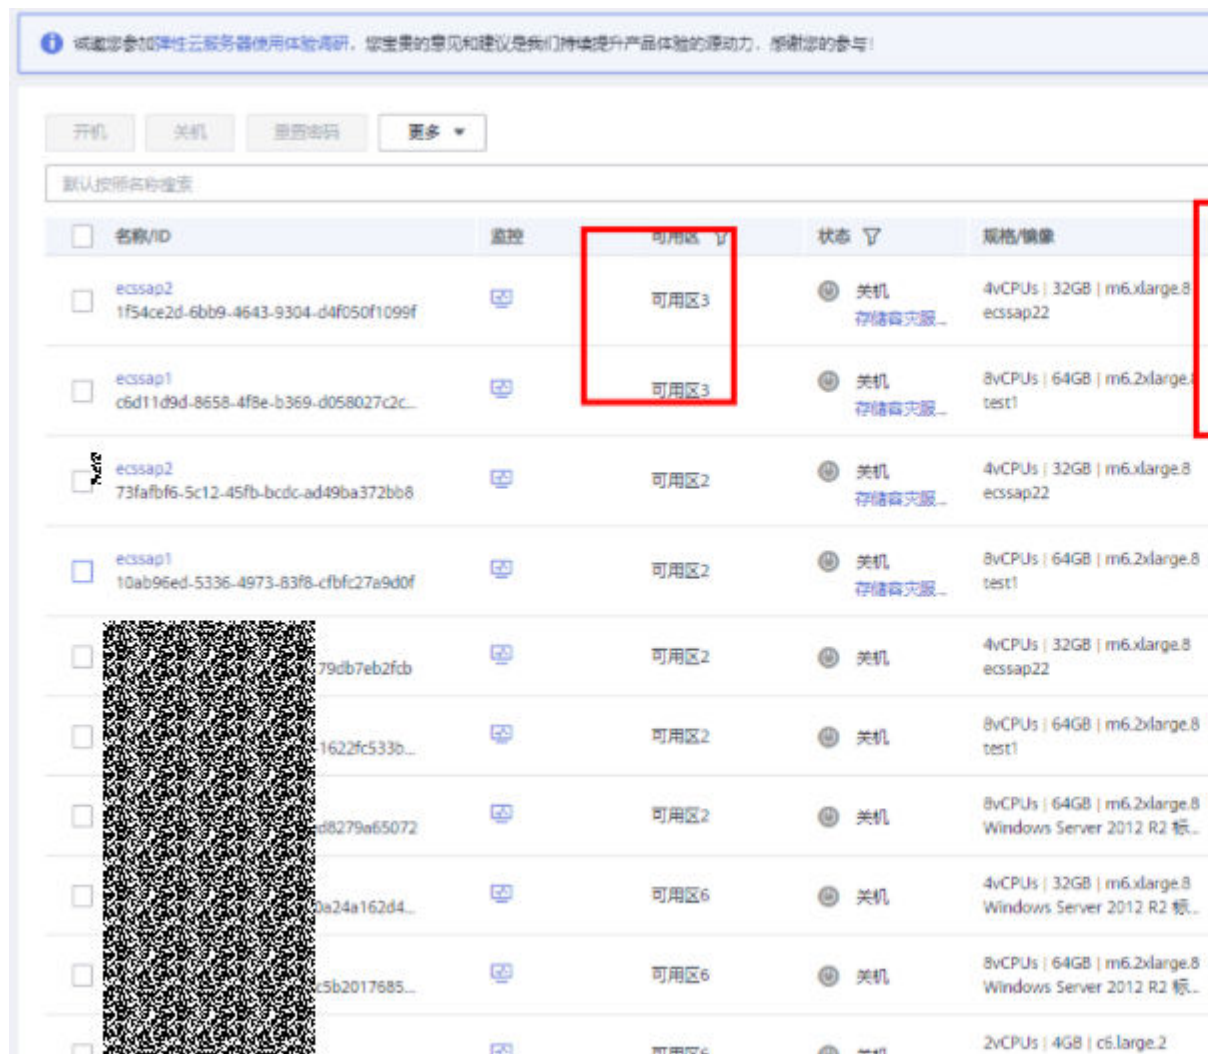 诚邀您参加弹性云服务器使用体验调研，您宝贵的意见和建议是我们持续提升产品体验的源动力，感谢您的参与！
开机 关机 重置密码 更多
默认按照名称搜索
名称/ID 监控 可用区 状态 规格/镜像
ecssap2
1f54ce2d-6bb9-4643-9304-d4f050f1099f
可用区3
关机
存储容灾服...
4vCPUs | 32GB | m6.xlarge.8
ecssap22
ecssap1
c6d11d9d-8658-4f8e-b369-d058027c2c...
可用区3
关机
存储容灾服...
8vCPUs | 64GB | m6.2xlarge.8
test1
ecssap2
73fafbf6-5c12-45fb-bcdc-ad49ba372bb8
可用区2
关机
存储容灾服...
4vCPUs | 32GB | m6.xlarge.8
ecssap22
ecssap1
10ab96ed-5336-4973-83f8-cfbfc27a9d0f
可用区2
关机
存储容灾服...
8vCPUs | 64GB | m6.2xlarge.8
test1
79db7eb2fcb
可用区2
关机
4vCPUs | 32GB | m6.xlarge.8
ecssap22
-1622fc533b...
可用区2
关机
8vCPUs | 64GB | m6.2xlarge.8
test1
d8279a65072
可用区2
关机
8vCPUs | 64GB | m6.2xlarge.8
Windows Server 2012 R2 标...
0a24a162d4...
可用区6
关机
4vCPUs | 32GB | m6.xlarge.8
Windows Server 2012 R2 标...
c5b2017685...
可用区6
关机
8vCPUs | 64GB | m6.2xlarge.8
Windows Server 2012 R2 标...
可用区6
关机
2vCPUs | 4GB | c6.large.2